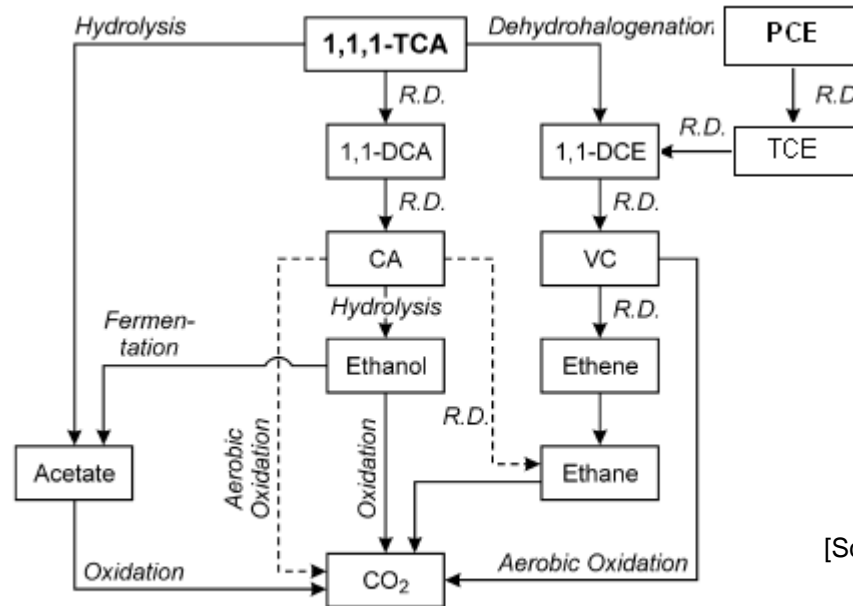 Hydrolysis
1,1,1-TCA
Dehydrohalogenation
PCE
R.D.
R.D
R.D.
1,1-DCA
1,1-DCE
TCE
R.D.
R.D.
CA
VC
Hydrolysis
R.D.
Fermen-
tation
Ethanol
Ethene
Aerobic
Oxidation
Oxidation
R.D.
Acetate
Ethane
Oxidation
CO₂
Aerobic Oxidation